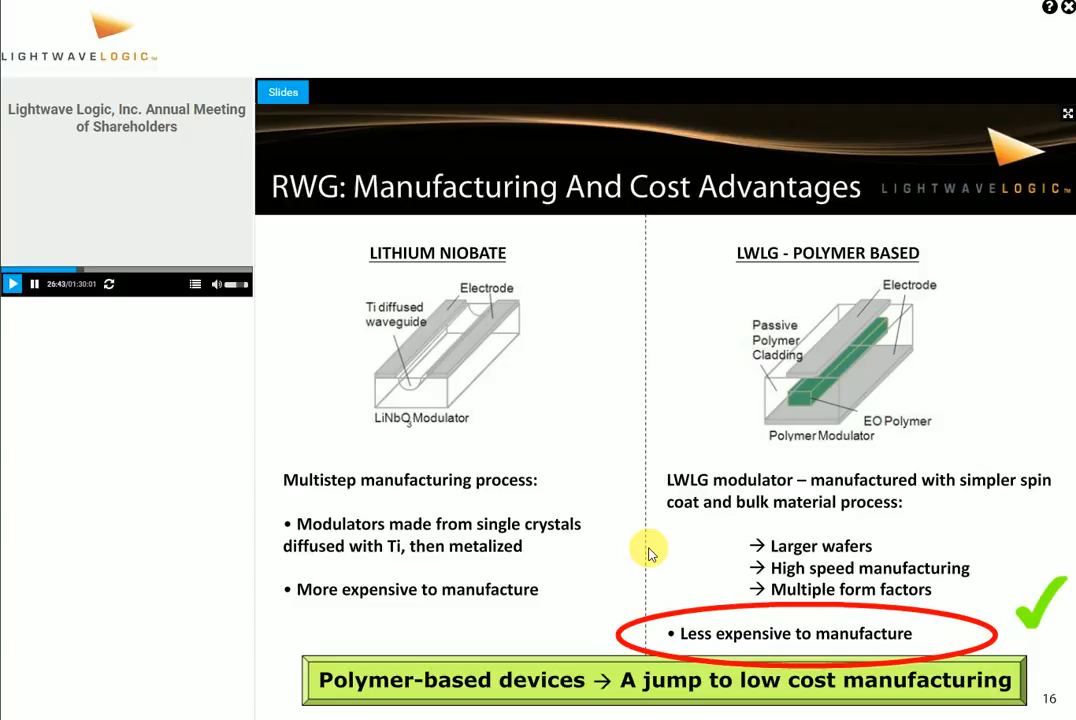 LIGHTWAVELOGIC™
Lightwave Logic, Inc. Annual Meeting
of Shareholders
26:43/01:30:01
Slides
RWG: Manufacturing And Cost Advantages
LIGHTWAVELOGIC™
LITHIUM NIOBATE
Electrode
Ti diffused
waveguide
LiNbO3 Modulator
Multistep manufacturing process:
• Modulators made from single crystals
diffused with Ti, then metalized
• More expensive to manufacture
LWLG - POLYMER BASED
Electrode
Passive
Polymer
Cladding
EO Polymer
Polymer Modulator
LWLG modulator – manufactured with simpler spin
coat and bulk material process:
→ Larger wafers
→ High speed manufacturing
→ Multiple form factors
• Less expensive to manufacture
Polymer-based devices → A jump to low cost manufacturing
16